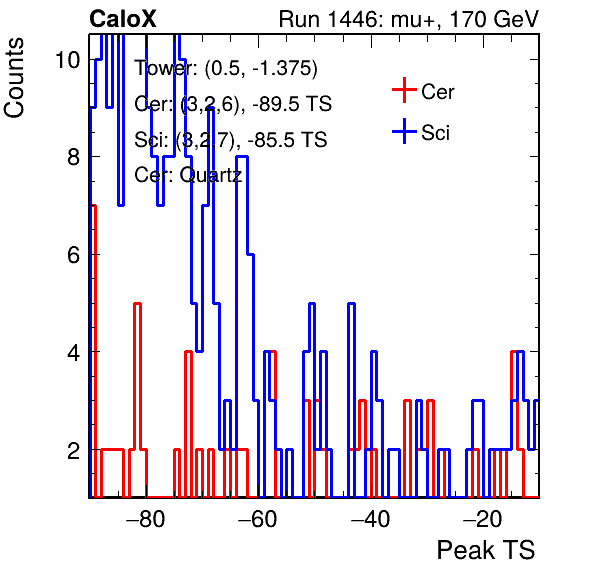 CaloX
Run 1446: mu+, 170 GeV
Counts
Tower: (0.5, -1.375)
Cer: (3,2,6), -89.5 TS
Sci: (3,2,7), -85.5 TS
Cer: Quartz
Cer
Sci
10
8
6
4
2
−80
−60
−40
−20
Peak TS